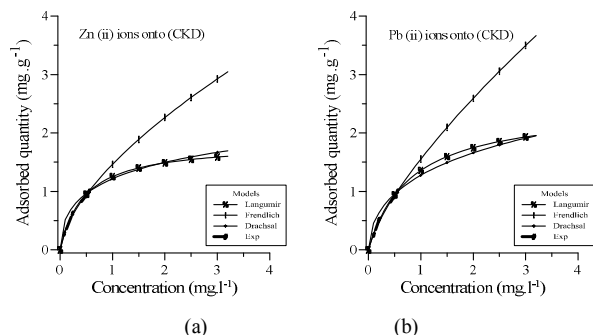 Zn (ii) ions onto (CKD)
Adsorbed quantity (mg.g-1)
4
3
2
1
0
Models
Langumir
Frendlich
Drachsal
Exp
0 1 2 3 4
Concentration (mg.l-1)
(a)
Pb (ii) ions onto (CKD)
Adsorbed quantity (mg.g-1)
4
3
2
1
0
Models
Langumir
Frendlich
Drachsal
Exp
0 1 2 3 4
Concentration (mg.l-1)
(b)